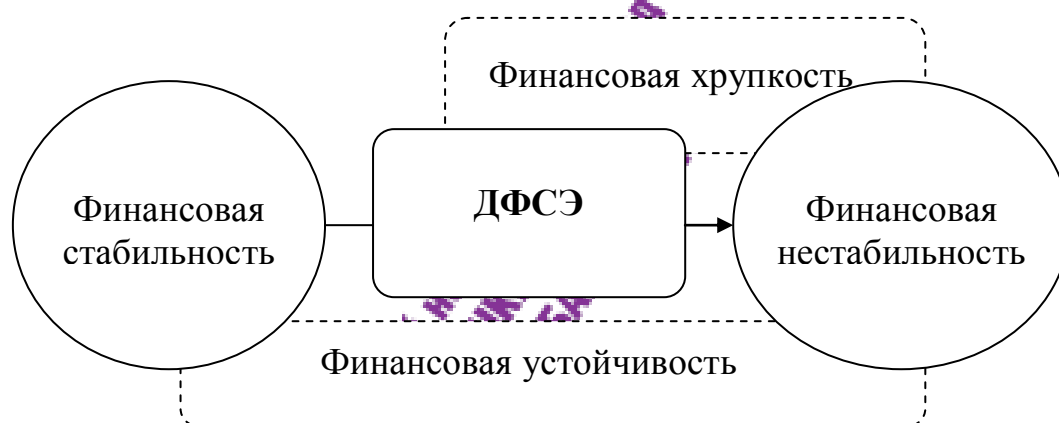 Финансовая хрупкость
ДФСЭ
Финансовая
стабильность
Финансовая
нестабильность
Финансовая устойчивость